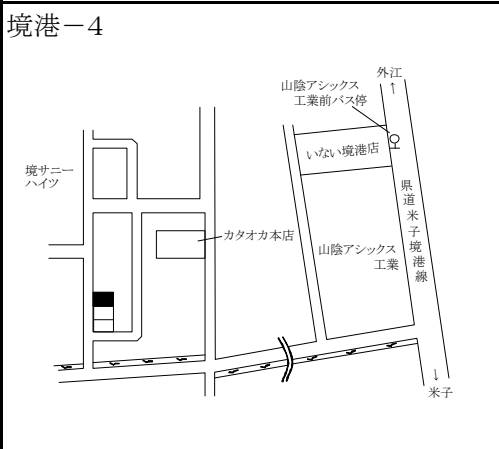 境港－4
外江
↑
山陰アシックス
工業前バス停
いない境港店
境サニー
ハイツ
県道米子境港線
カタオカ本店
山陰アシックス
工業
↓
米子